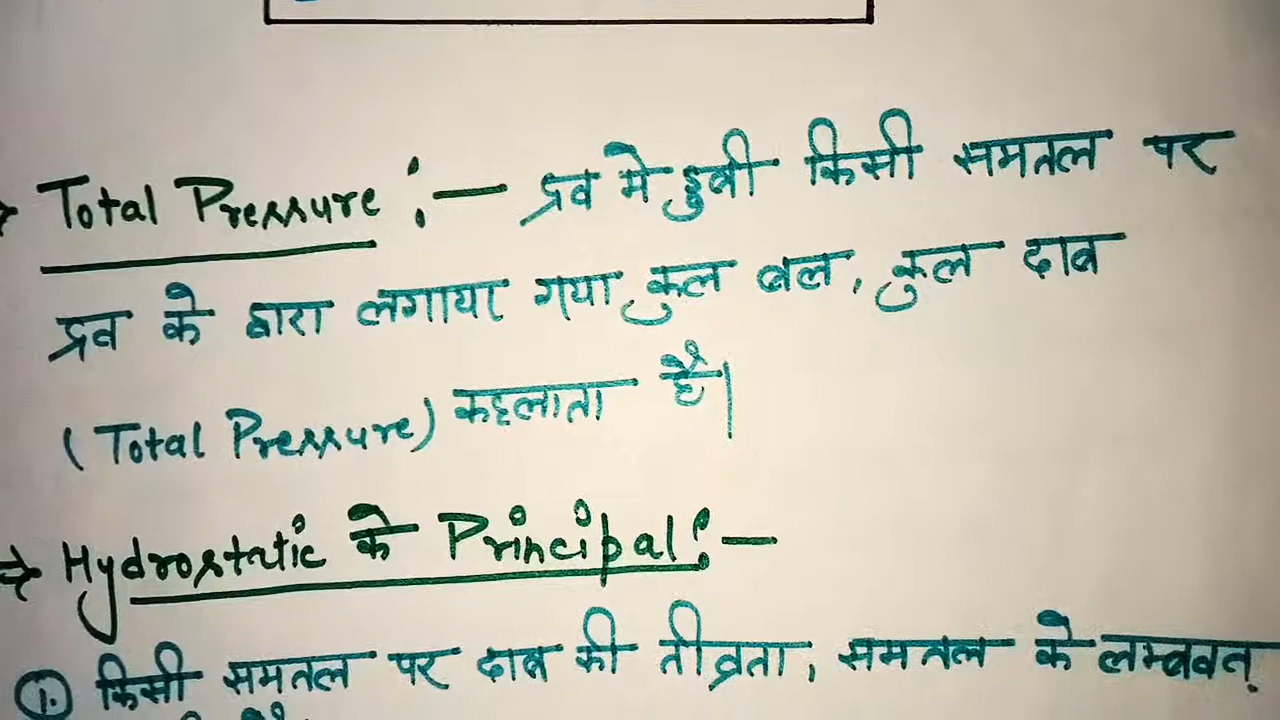 → Total Pressure :— द्रव मे डुबी किसी समतल पर
द्रव के द्वारा लगाया गया कुल बल, कुल दाब
(Total Pressure) कहलाता है।
→ Hydrostatic के Principal :—
1. किसी समतल पर दाब की तीव्रता, समतल के लम्बवत्